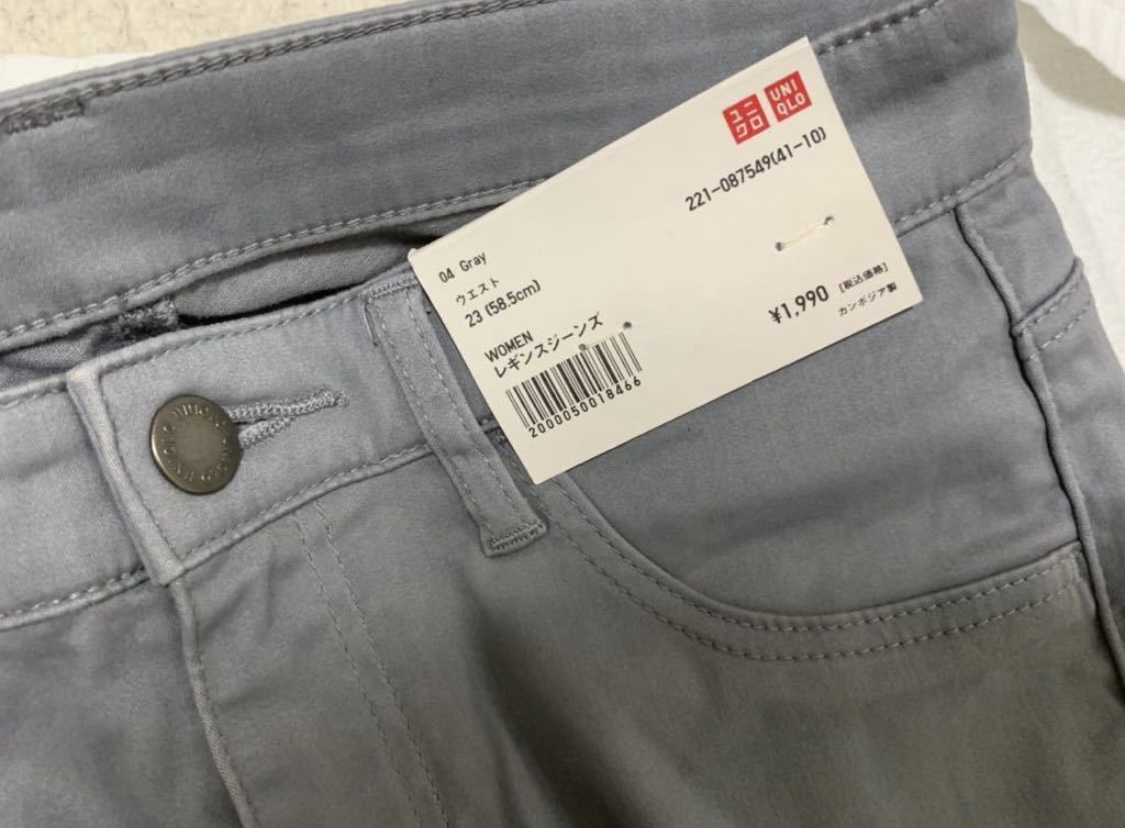 ユニクロ
UNIQLO
221-087549(41-10)
04 Gray
ウエスト
23 (58.5cm)
WOMEN
レギンスジーンズ
¥1,990 [税込価格]
カンボジア製
2000050018466